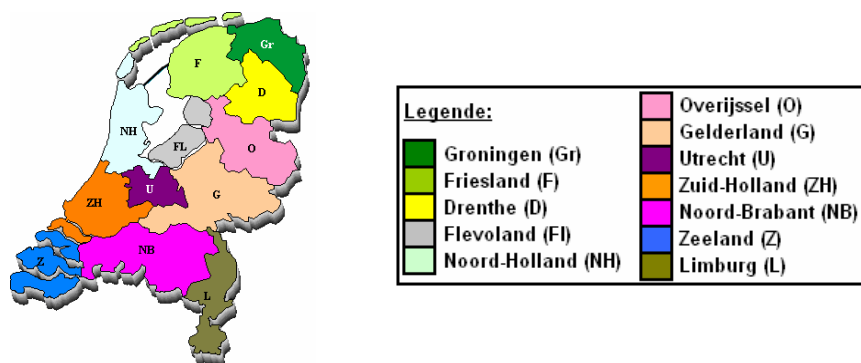 Gr
F
D
NH
FL
O
U
G
ZH
NB
Z
L
Legende:
Groningen (Gr)
Friesland (F)
Drenthe (D)
Flevoland (Fl)
Noord-Holland (NH)
Overijssel (O)
Gelderland (G)
Utrecht (U)
Zuid-Holland (ZH)
Noord-Brabant (NB)
Zeeland (Z)
Limburg (L)